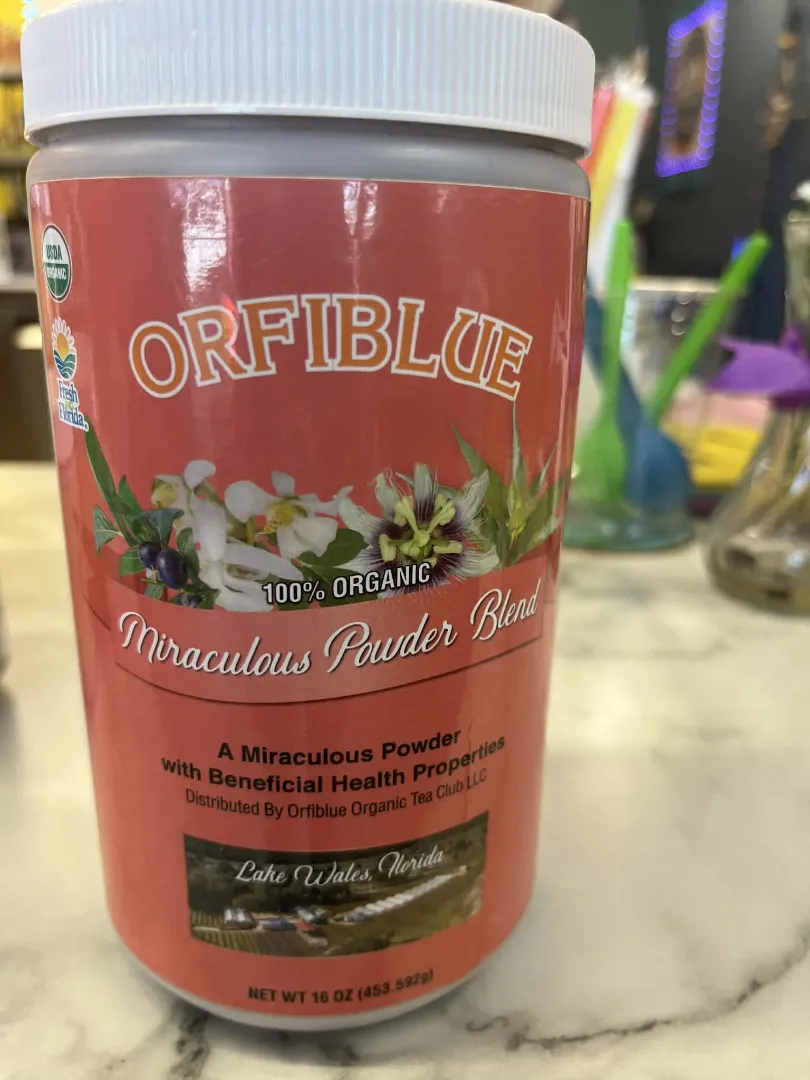 USDA
ORGANIC
Fresh
Florida
ORFIBLUE
100% ORGANIC
Miraculous Powder Blend
A Miraculous Powder
with Beneficial Health Properties
Distributed By Orfiblue Organic Tea Club LLC
Lake Wales, Florida
NET WT 16 OZ (453.592g)